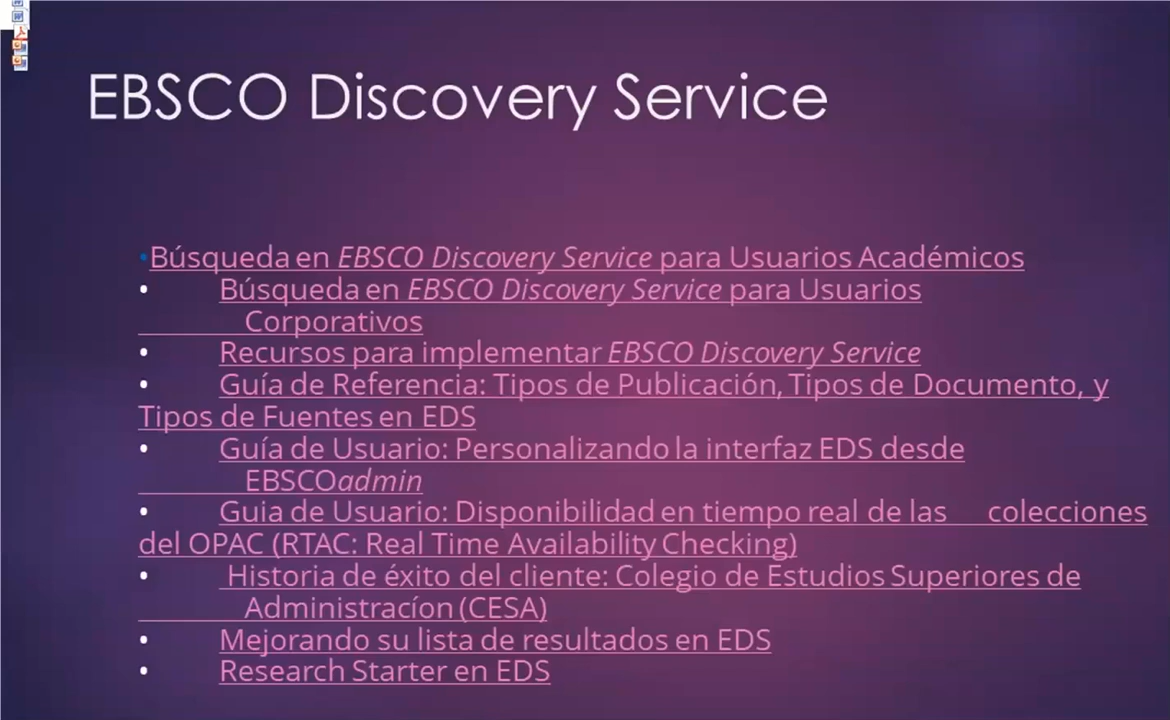 EBSCO Discovery Service
•Búsqueda en EBSCO Discovery Service para Usuarios Académicos
• Búsqueda en EBSCO Discovery Service para Usuarios
Corporativos
• Recursos para implementar EBSCO Discovery Service
• Guía de Referencia: Tipos de Publicación, Tipos de Documento, y
Tipos de Fuentes en EDS
• Guía de Usuario: Personalizando la interfaz EDS desde
EBSCOadmin
• Guia de Usuario: Disponibilidad en tiempo real de las colecciones
del OPAC (RTAC: Real Time Availability Checking)
• Historia de éxito del cliente: Colegio de Estudios Superiores de
Administracíon (CESA)
• Mejorando su lista de resultados en EDS
• Research Starter en EDS